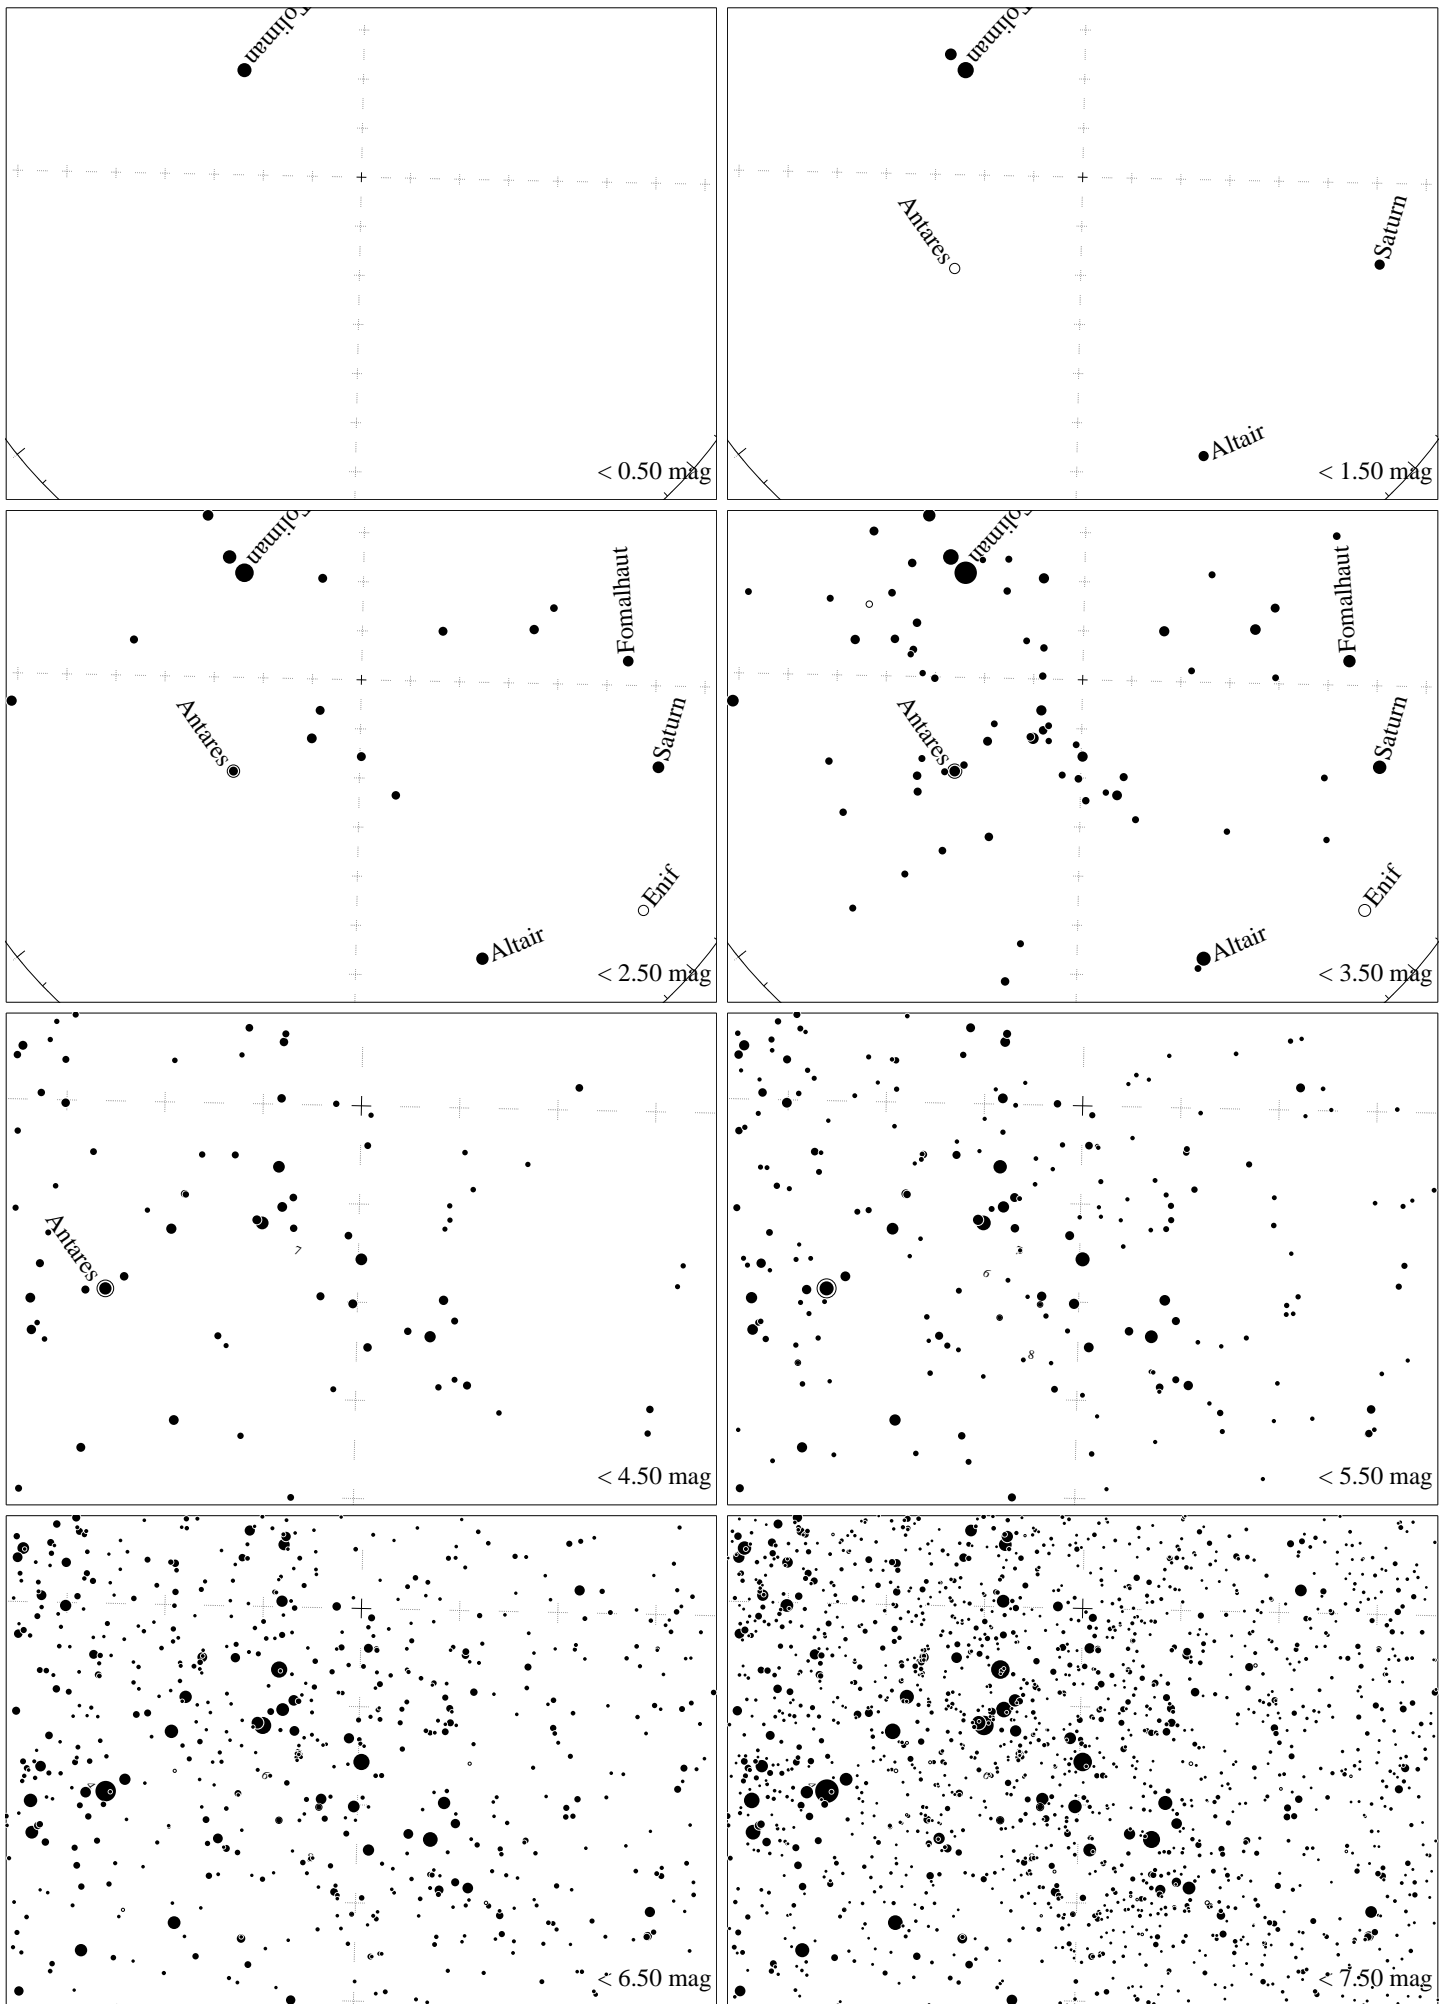 < 0.50 mag
Antares
Saturn
Altair
< 1.50 mag
Fomalhaut
Antares
Saturn
Enif
Altair
< 2.50 mag
Fomalhaut
Antares
Saturn
Enif
Altair
< 3.50 mag
7
Antares
< 4.50 mag
6
8
< 5.50 mag
< 6.50 mag
< 7.50 mag